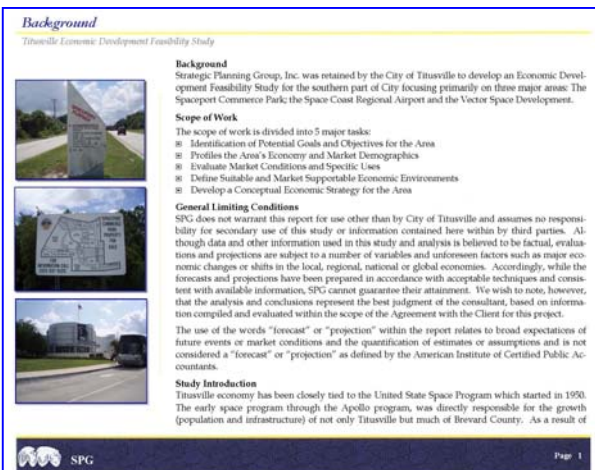 Background
Titusville Economic Development Feasibility Study
Background
Strategic Planning Group, Inc. was retained by the City of Titusville to develop an Economic Devel-
opment Feasibility Study for the southern part of City focusing primarily on three major areas: The
Spaceport Commerce Park; the Space Coast Regional Airport and the Vector Space Development.
Scope of Work
The scope of work is divided into 5 major tasks:
Identification of Potential Goals and Objectives for the Area
Profiles the Area's Economy and Market Demographics
Evaluate Market Conditions and Specific Uses
Define Suitable and Market Supportable Economic Environments
Develop a Conceptual Economic Strategy for the Area
General Limiting Conditions
SPG does not warrant this report for use other than by City of Titusville and assumes no responsi-
bility for secondary use of this study or information contained here within by third parties. Al-
though data and other information used in this study and analysis is believed to be factual, evalua-
tions and projections are subject to a number of variables and unforeseen factors such as major eco-
nomic changes or shifts in the local, regional, national or global economies. Accordingly, while the
forecasts and projections have been prepared in accordance with acceptable techniques and consis-
tent with available information, SPG cannot guarantee their attainment. We wish to note, however,
that the analysis and conclusions represent the best judgment of the consultant, based on informa-
tion compiled and evaluated within the scope of the Agreement with the Client for this project.
The use of the words "forecast" or "projection" within the report relates to broad expectations of
future events or market conditions and the quantification of estimates or assumptions and is not
considered a "forecast" or "projection" as defined by the American Institute of Certified Public Ac-
countants.
Study Introduction
Titusville economy has been closely tied to the United State Space Program which started in 1950.
The early space program through the Apollo program, was directly responsible for the growth
(population and infrastructure) of not only Titusville but much of Brevard County. As a result of
SPG
Page 1